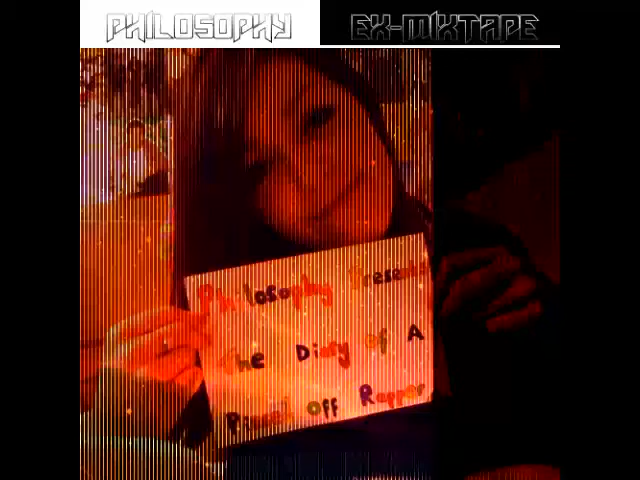 PHILOSOPHY EX-MIXTAPE
Philosophy Presents
The Diary of A
Pissed Off Rapper